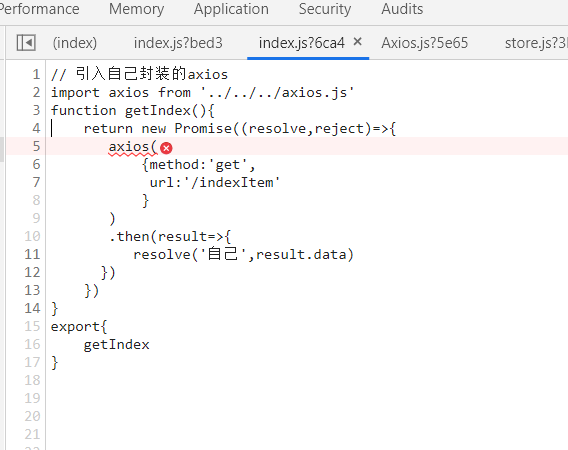 Performance Memory Application Security Audits
(index) index.js?bed3 index.js?6ca4 × Axios.js?5e65 store.js?3
1 // 引入自己封装的axios
2 import axios from '../../../axios.js'
3 function getIndex(){
4 return new Promise((resolve,reject)=>{
5 axios(
6 {method:'get',
7 url:'/indexItem'
8 }
9 )
10 .then(result=>{
11 resolve('自己',result.data)
12 })
13 })
14 }
15 export{
16 getIndex
17 }
18
19
20
21
22